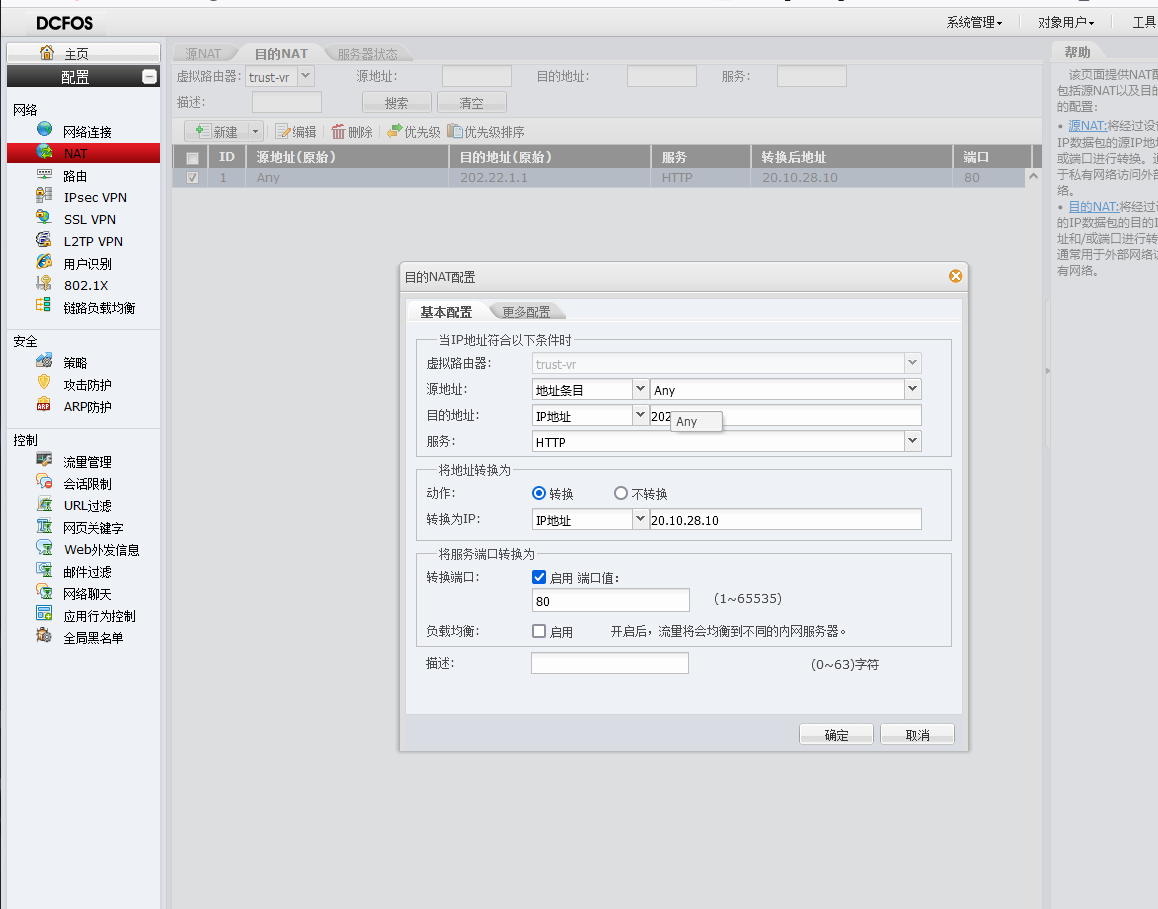 DCFOS
系统管理
对象用户
工具
主页
配置
网络
网络连接
NAT
路由
IPsec VPN
SSL VPN
L2TP VPN
用户识别
802.1X
链路负载均衡
安全
策略
攻击防护
ARP防护
控制
流量管理
会话限制
URL过滤
网页关键字
Web外发信息
邮件过滤
网络聊天
应用行为控制
全局黑名单
源NAT 目的NAT 服务器状态
虚拟路由器: trust-vr 源地址: 目的地址: 服务:
描述: 搜索 清空
新建 编辑 删除 优先级 优先级排序
ID 源地址(原始) 目的地址(原始) 服务 转换后地址 端口
1 Any 202.22.1.1 HTTP 20.10.28.10 80
目的NAT配置
基本配置 更多配置
当IP地址符合以下条件时
虚拟路由器: trust-vr
源地址: 地址条目 Any
目的地址: IP地址 202
Any
服务: HTTP
将地址转换为
动作: 转换 不转换
转换为IP: IP地址 20.10.28.10
将服务端口转换为
转换端口: 启用 端口值:
80 (1~65535)
负载均衡: 启用 开启后，流量将会均衡到不同的内网服务器。
描述: (0~63)字符
确定 取消
帮助
该页面提供NAT
包括源NAT以及目的
的配置:
• 源NAT:将经过设
IP数据包的源IP地
或端口进行转换。通
于私有网络访问外部
络。
• 目的NAT:将经过
的IP数据包的目的I
址和/或端口进行转
通常用于外部网络访
有网络。